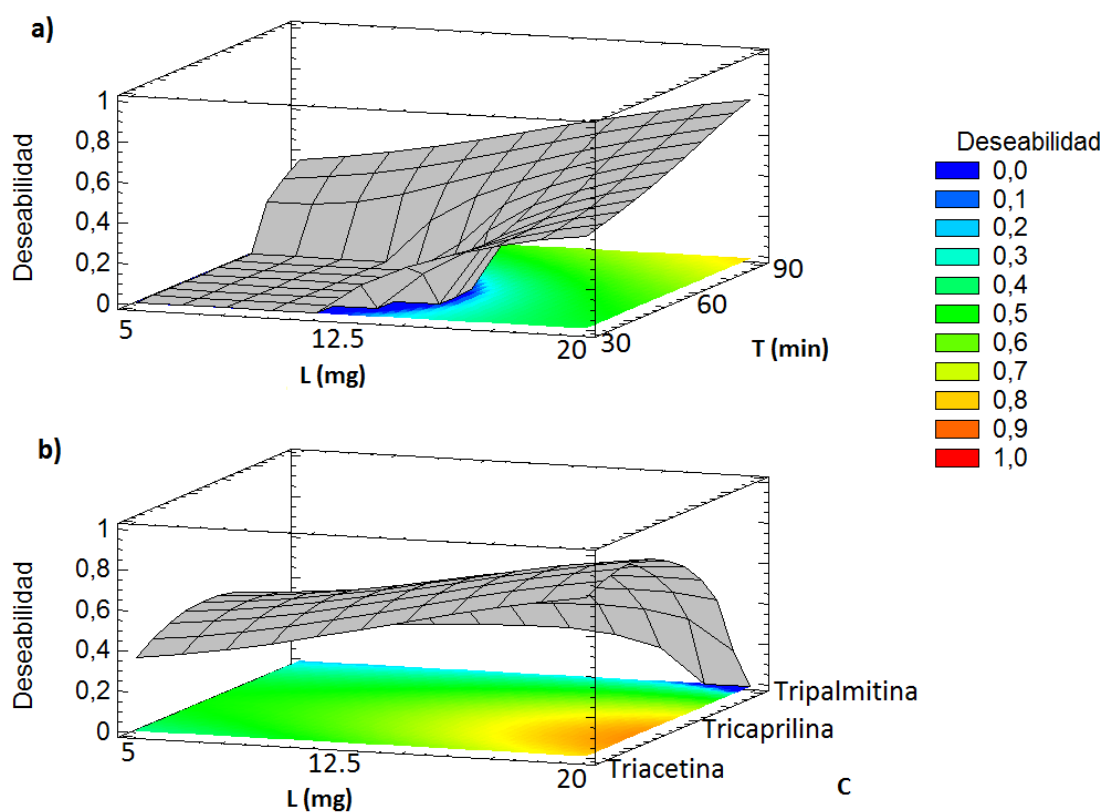 a)
Deseabilidad
1
0,8
0,6
0,4
0,2
0
5
12.5
20
L (mg)
30
60
90
T (min)
Deseabilidad
0,0
0,1
0,2
0,3
0,4
0,5
0,6
0,7
0,8
0,9
1,0
b)
Deseabilidad
1
0,8
0,6
0,4
0,2
0
5
12.5
20
L (mg)
Tripalmitina
Tricaprilina
Triacetina
C